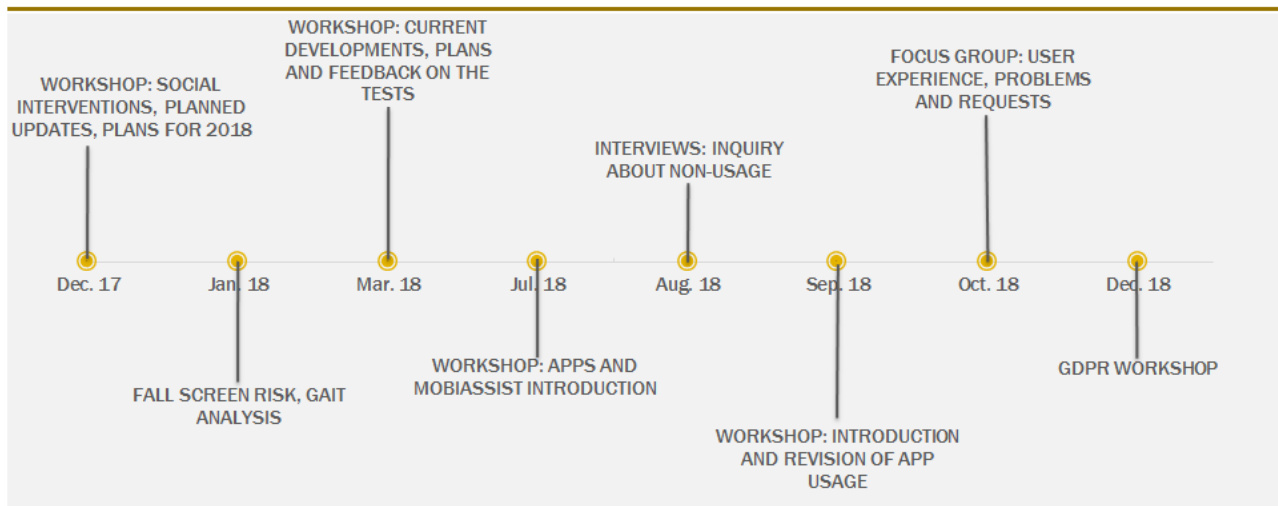 WORKSHOP: SOCIAL
INTERVENTIONS, PLANNED
UPDATES, PLANS FOR 2018
WORKSHOP: CURRENT
DEVELOPMENTS, PLANS
AND FEEDBACK ON THE
TESTS
INTERVIEWS: INQUIRY
ABOUT NON-USAGE
FOCUS GROUP: USER
EXPERIENCE, PROBLEMS
AND REQUESTS
Dec. 17
Jan. 18
Mar. 18
Jul. 18
Aug. 18
Sep. 18
Oct. 18
Dec. 18
FALL SCREEN RISK, GAIT
ANALYSIS
WORKSHOP: APPS AND
MOBIASSIST INTRODUCTION
WORKSHOP: INTRODUCTION
AND REVISION OF APP
USAGE
GDPR WORKSHOP